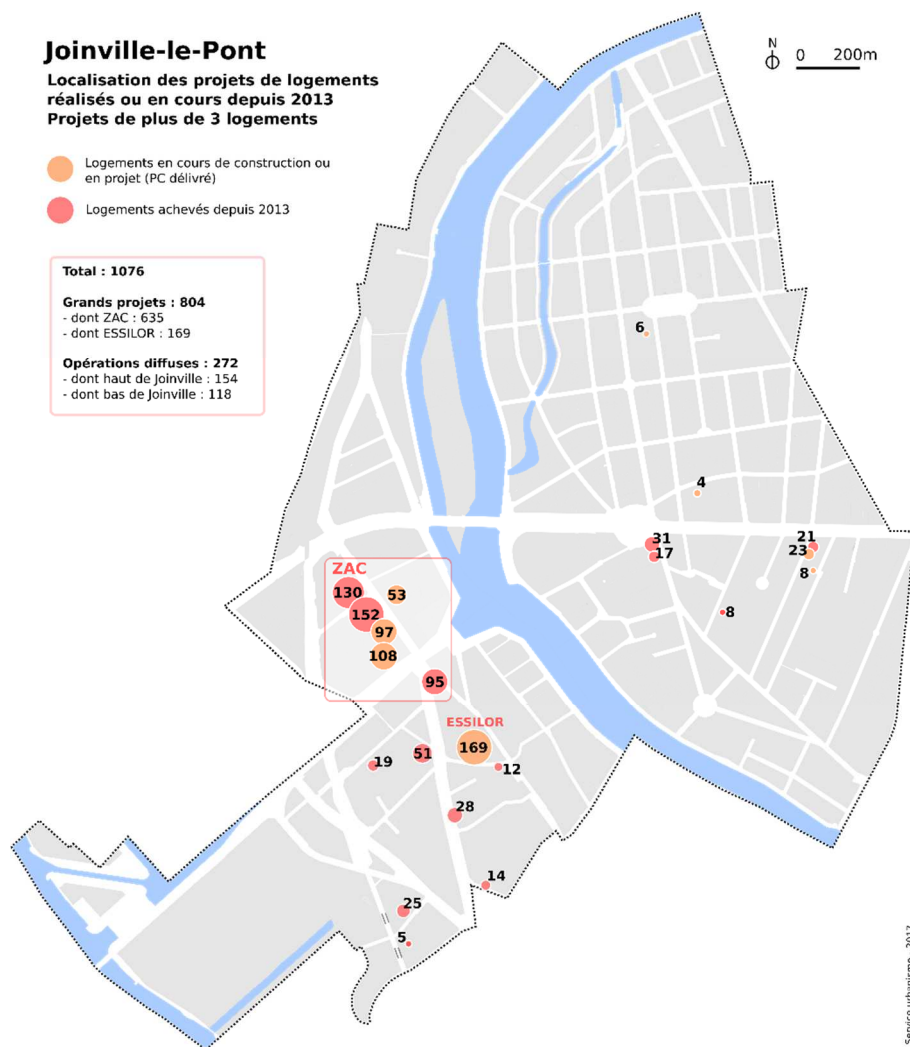 Joinville-le-Pont
Localisation des projets de logements
réalisés ou en cours depuis 2013
Projets de plus de 3 logements
Logements en cours de construction ou
en projet (PC délivré)
Logements achevés depuis 2013
Total : 1076
Grands projets : 804
- dont ZAC : 635
- dont ESSILOR : 169
Opérations diffuses : 272
- dont haut de Joinville : 154
- dont bas de Joinville : 118
N
0 200m
6
4
31
17
21
23
8
8
ZAC
130
53
152
97
108
95
ESSILOR
169
51
19
12
28
14
25
5
Service urbanisme - 2017